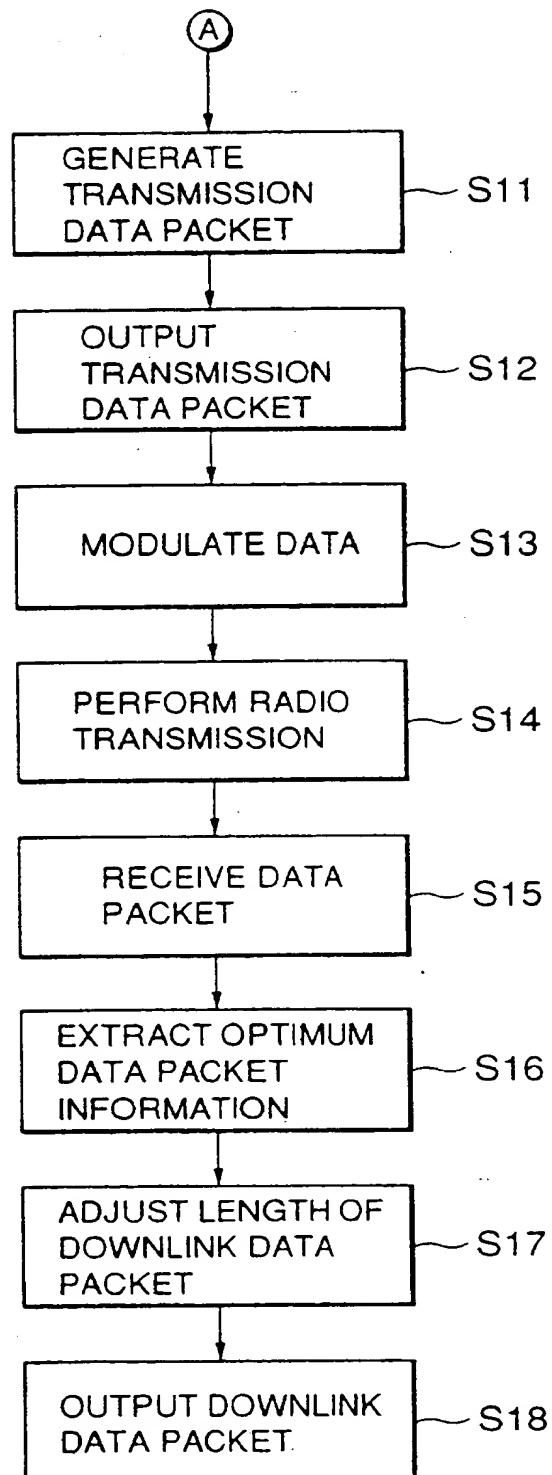 A
GENERATE
TRANSMISSION
DATA PACKET
S11
OUTPUT
TRANSMISSION
DATA PACKET
S12
MODULATE DATA
S13
PERFORM RADIO
TRANSMISSION
S14
RECEIVE DATA
PACKET
S15
EXTRACT OPTIMUM
DATA PACKET
INFORMATION
S16
ADJUST LENGTH OF
DOWNLINK DATA
PACKET
S17
OUTPUT DOWNLINK
DATA PACKET
S18